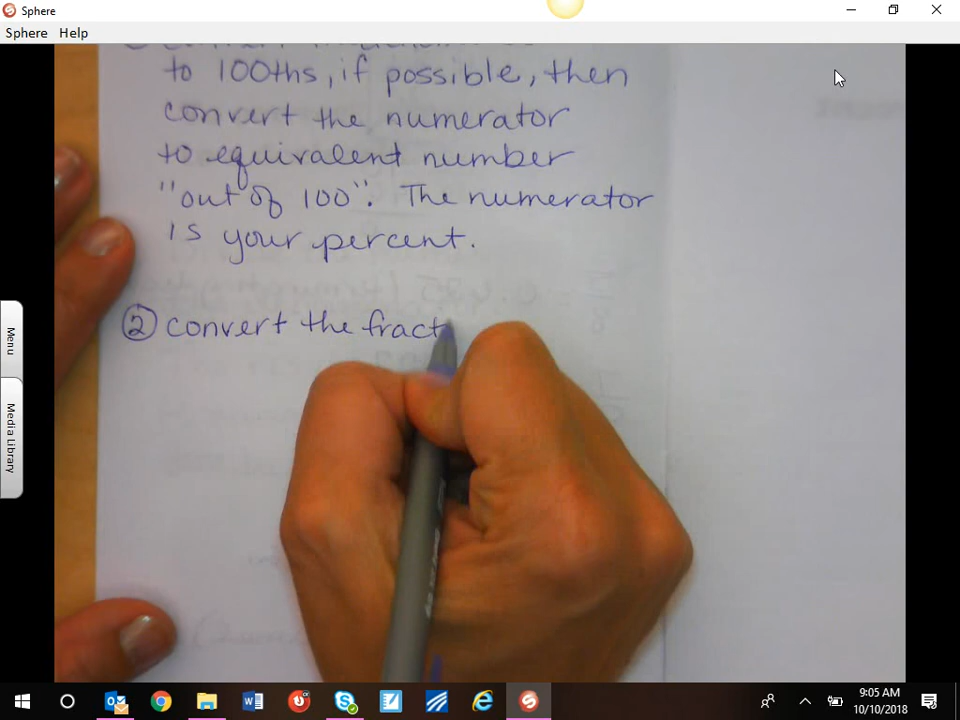 Sphere
Sphere Help
to 100ths, if possible, then
convert the numerator
to equivalent number
"out of 100". The numerator
is your percent.
② convert the fract
Menu
Media Library
9:05 AM
10/10/2018